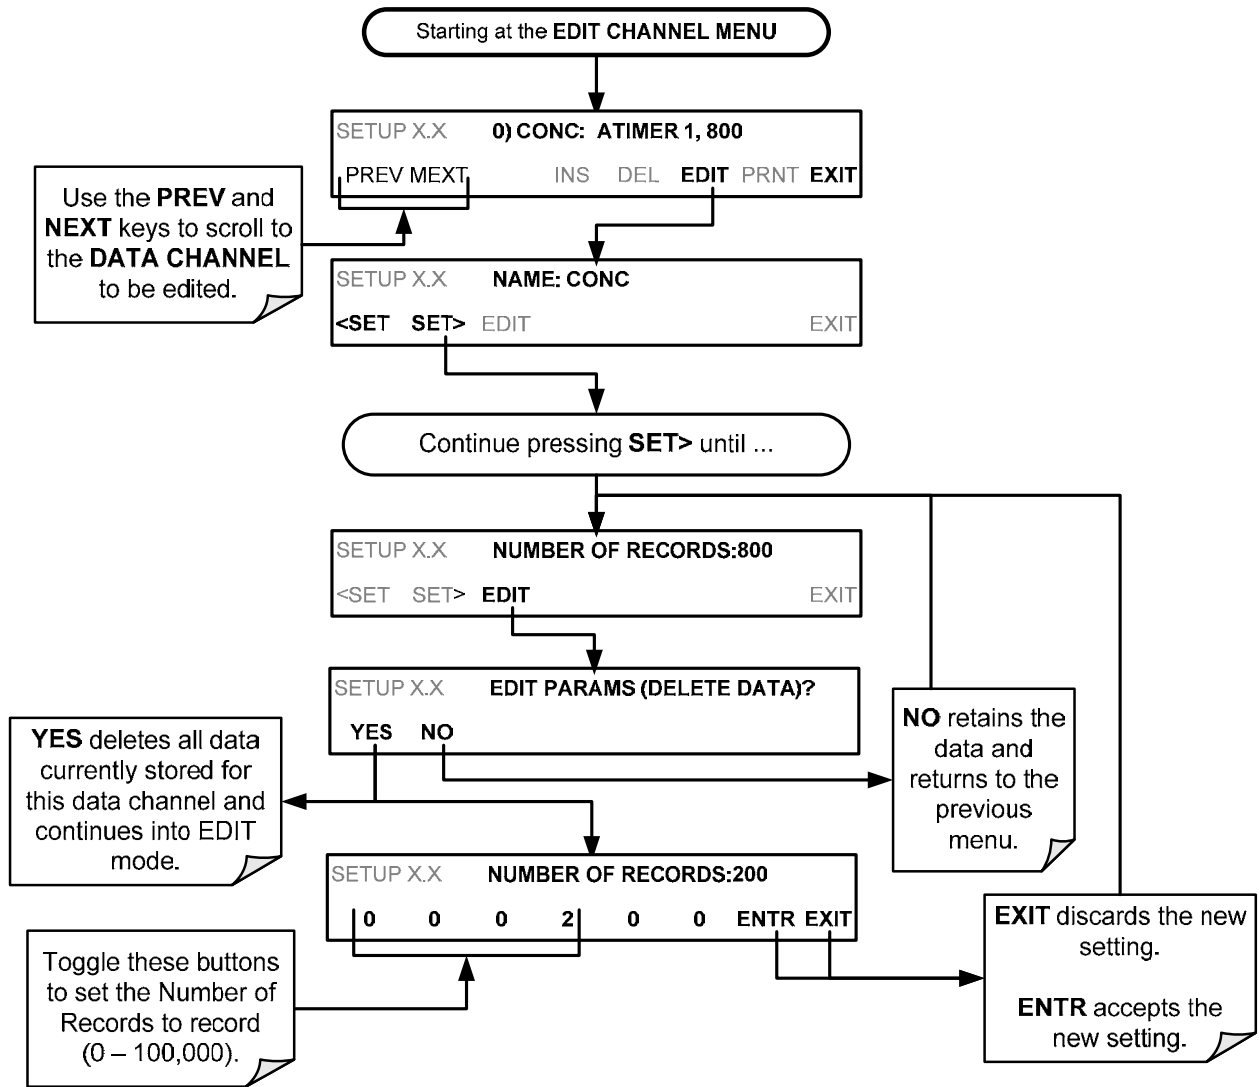 Starting at the EDIT CHANNEL MENU
SETUP X.X 0) CONC: ATIMER 1, 800
PREV MEXT INS DEL EDIT PRNT EXIT
Use the PREV and
NEXT keys to scroll to
the DATA CHANNEL
to be edited.
SETUP X.X NAME: CONC
<SET SET> EDIT EXIT
Continue pressing SET> until ...
SETUP X.X NUMBER OF RECORDS:800
<SET SET> EDIT EXIT
SETUP X.X EDIT PARAMS (DELETE DATA)?
YES NO
NO retains the
data and
returns to the
previous
menu.
YES deletes all data
currently stored for
this data channel and
continues into EDIT
mode.
SETUP X.X NUMBER OF RECORDS:200
0 0 0 2 0 0 ENTR EXIT
EXIT discards the new
setting.
ENTR accepts the
new setting.
Toggle these buttons
to set the Number of
Records to record
(0 – 100,000).